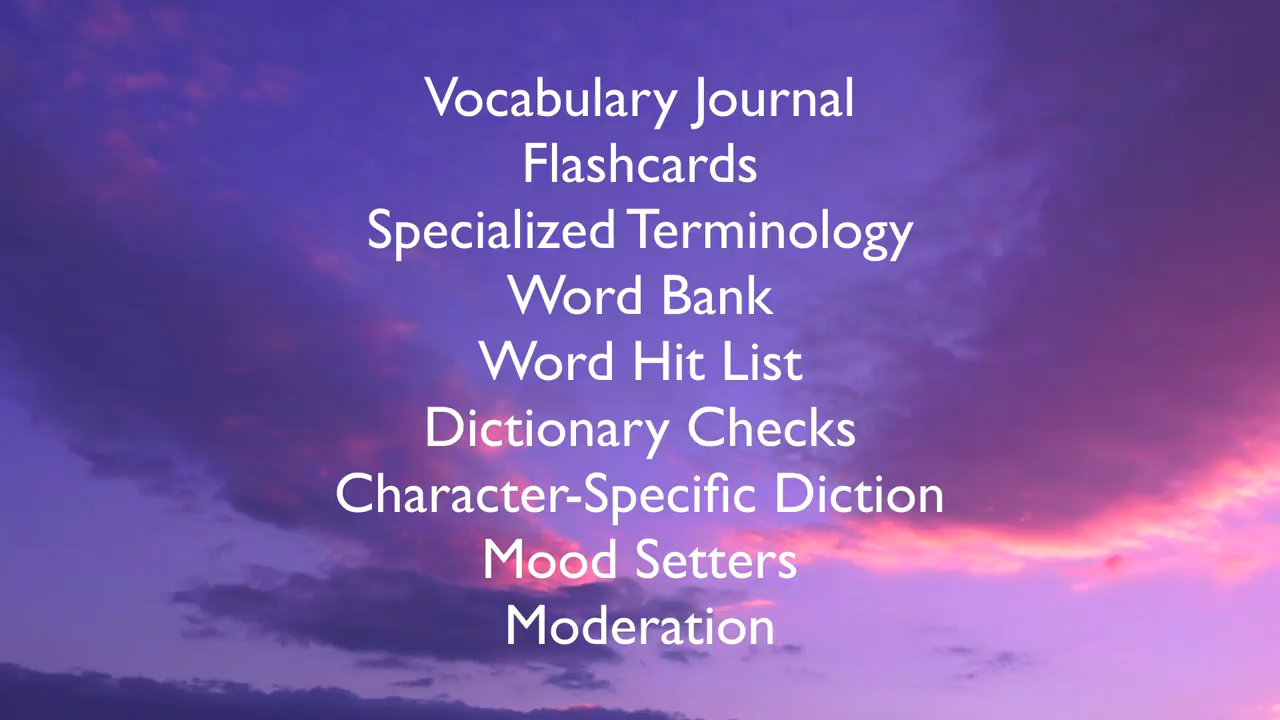 Vocabulary Journal
Flashcards
Specialized Terminology
Word Bank
Word Hit List
Dictionary Checks
Character-Specific Diction
Mood Setters
Moderation